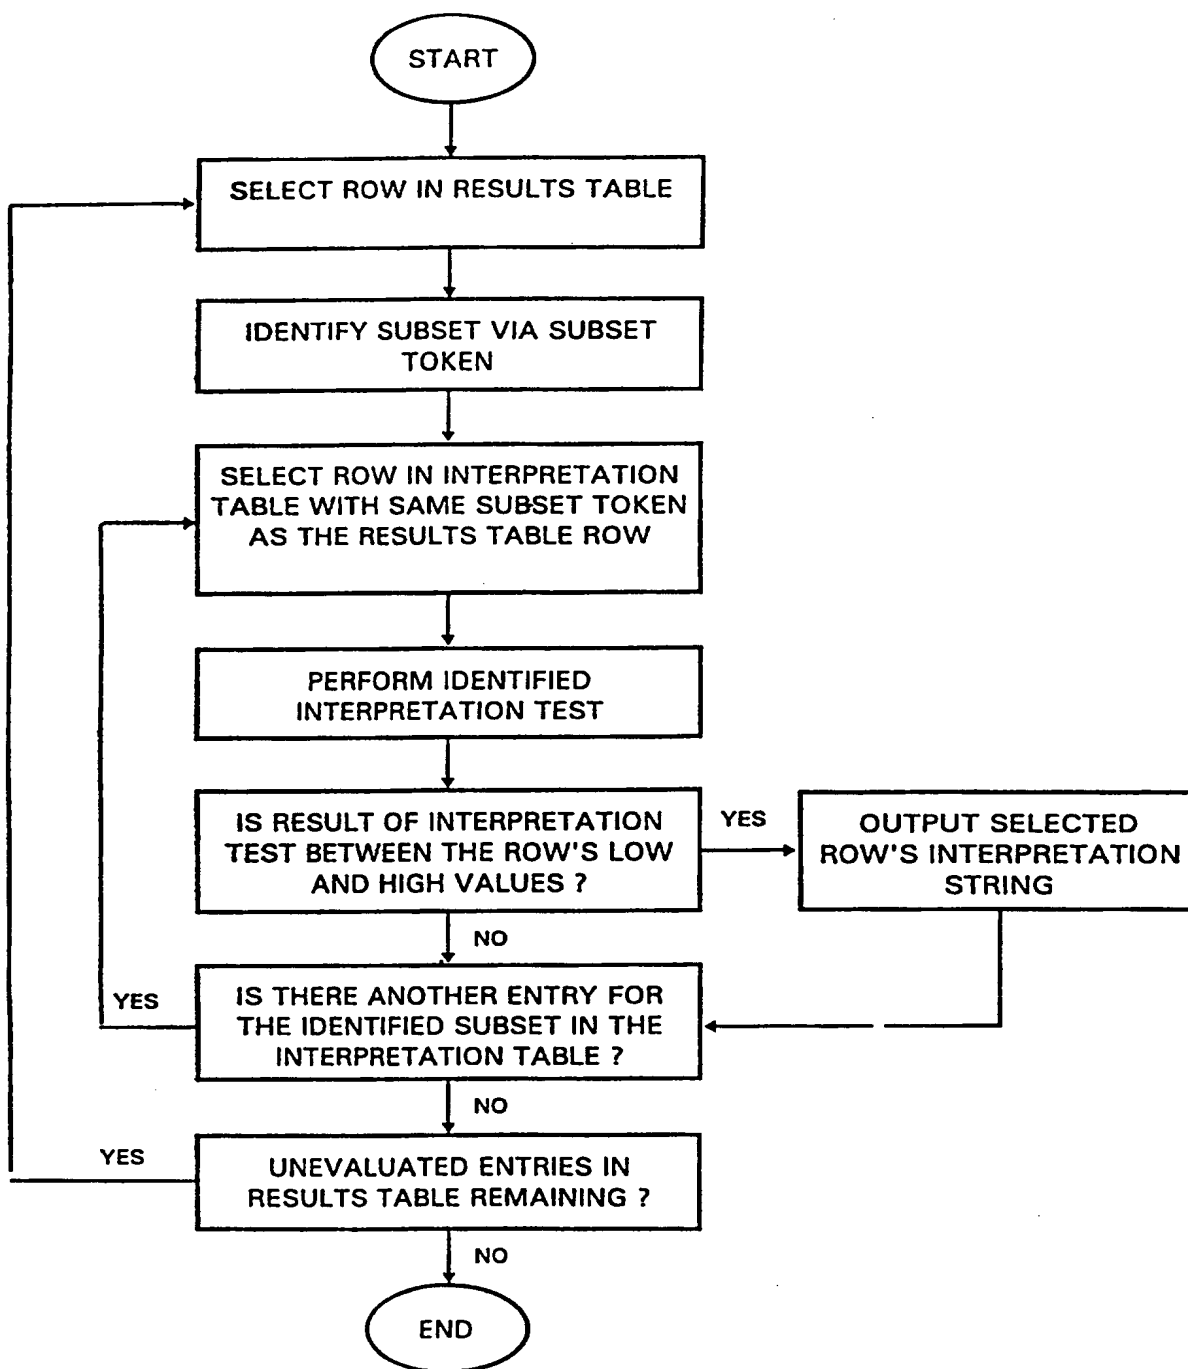 START
SELECT ROW IN RESULTS TABLE
IDENTIFY SUBSET VIA SUBSET
TOKEN
SELECT ROW IN INTERPRETATION
TABLE WITH SAME SUBSET TOKEN
AS THE RESULTS TABLE ROW
PERFORM IDENTIFIED
INTERPRETATION TEST
IS RESULT OF INTERPRETATION
TEST BETWEEN THE ROW'S LOW
AND HIGH VALUES ?
YES
OUTPUT SELECTED
ROW'S INTERPRETATION
STRING
NO
IS THERE ANOTHER ENTRY FOR
THE IDENTIFIED SUBSET IN THE
INTERPRETATION TABLE ?
YES
NO
UNEVALUATED ENTRIES IN
RESULTS TABLE REMAINING ?
YES
NO
END